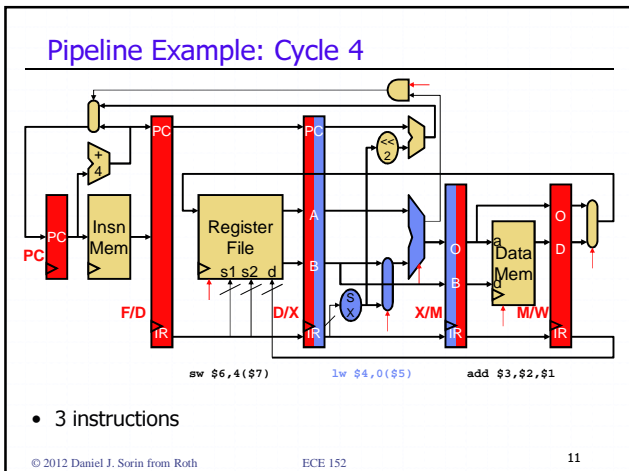 Pipeline Example: Cycle 4
PC
PC
<<
2
+
4
A
O
PC
Insn
Mem
Register
File
O
a
Data
Mem
D
PC
B
s1 s2 d
S
X
B
d
F/D
D/X
X/M
M/W
IR
IR
IR
IR
sw $6,4($7)
lw $4,0($5)
add $3,$2,$1
• 3 instructions
© 2012 Daniel J. Sorin from Roth
ECE 152
11